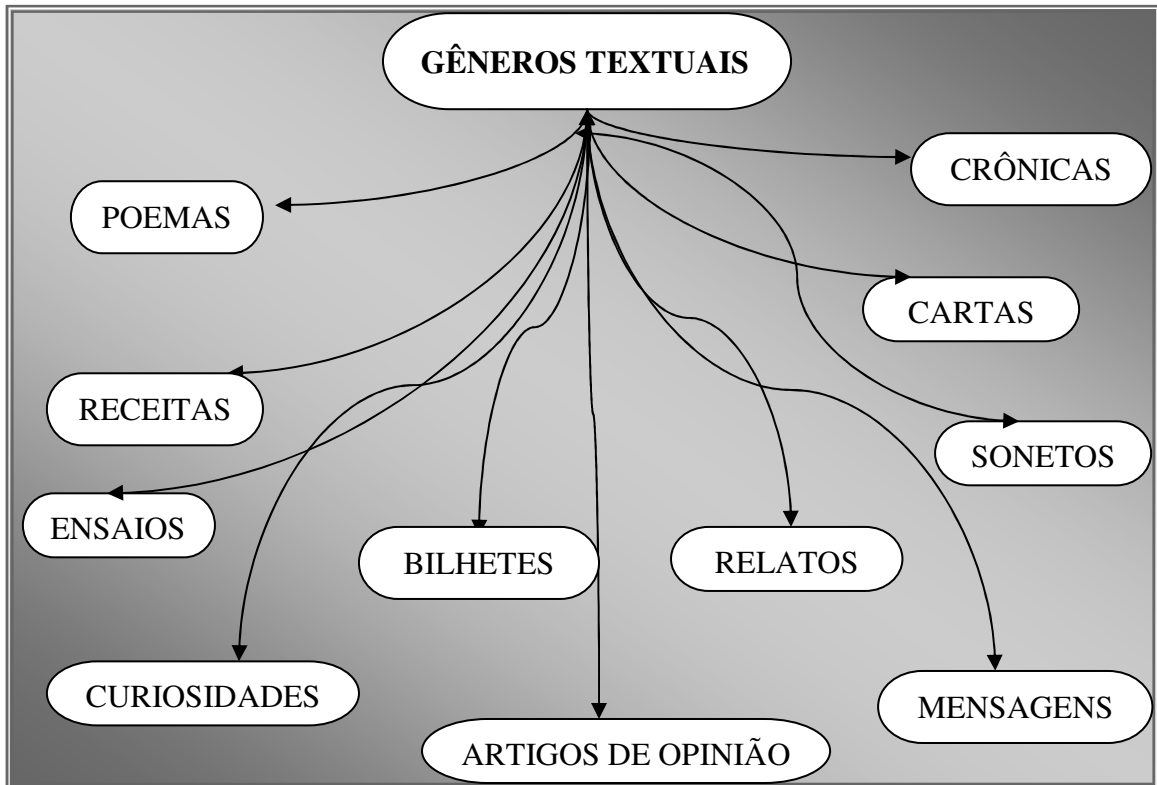 GÊNEROS TEXTUAIS
CRÔNICAS
POEMAS
CARTAS
RECEITAS
SONETOS
ENSAIOS
BILHETES
RELATOS
CURIOSIDADES
MENSAGENS
ARTIGOS DE OPINIÃO